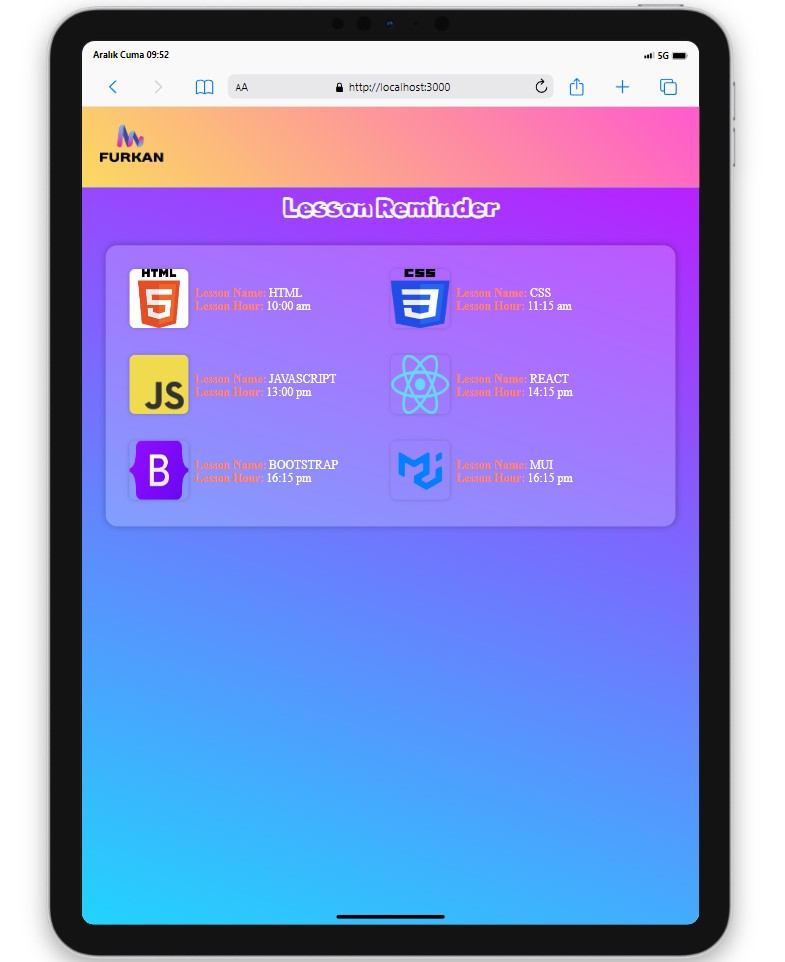 Aralık Cuma 09:52
5G
AA
http://localhost:3000
FURKAN
Lesson Reminder
HTML
5
Lesson Name: HTML
Lesson Hour: 10:00 am
CSS
3
Lesson Name: CSS
Lesson Hour: 11:15 am
JS
Lesson Name: JAVASCRIPT
Lesson Hour: 13:00 pm
Lesson Name: REACT
Lesson Hour: 14:15 pm
B
Lesson Name: BOOTSTRAP
Lesson Hour: 16:15 pm
Lesson Name: MUI
Lesson Hour: 16:15 pm